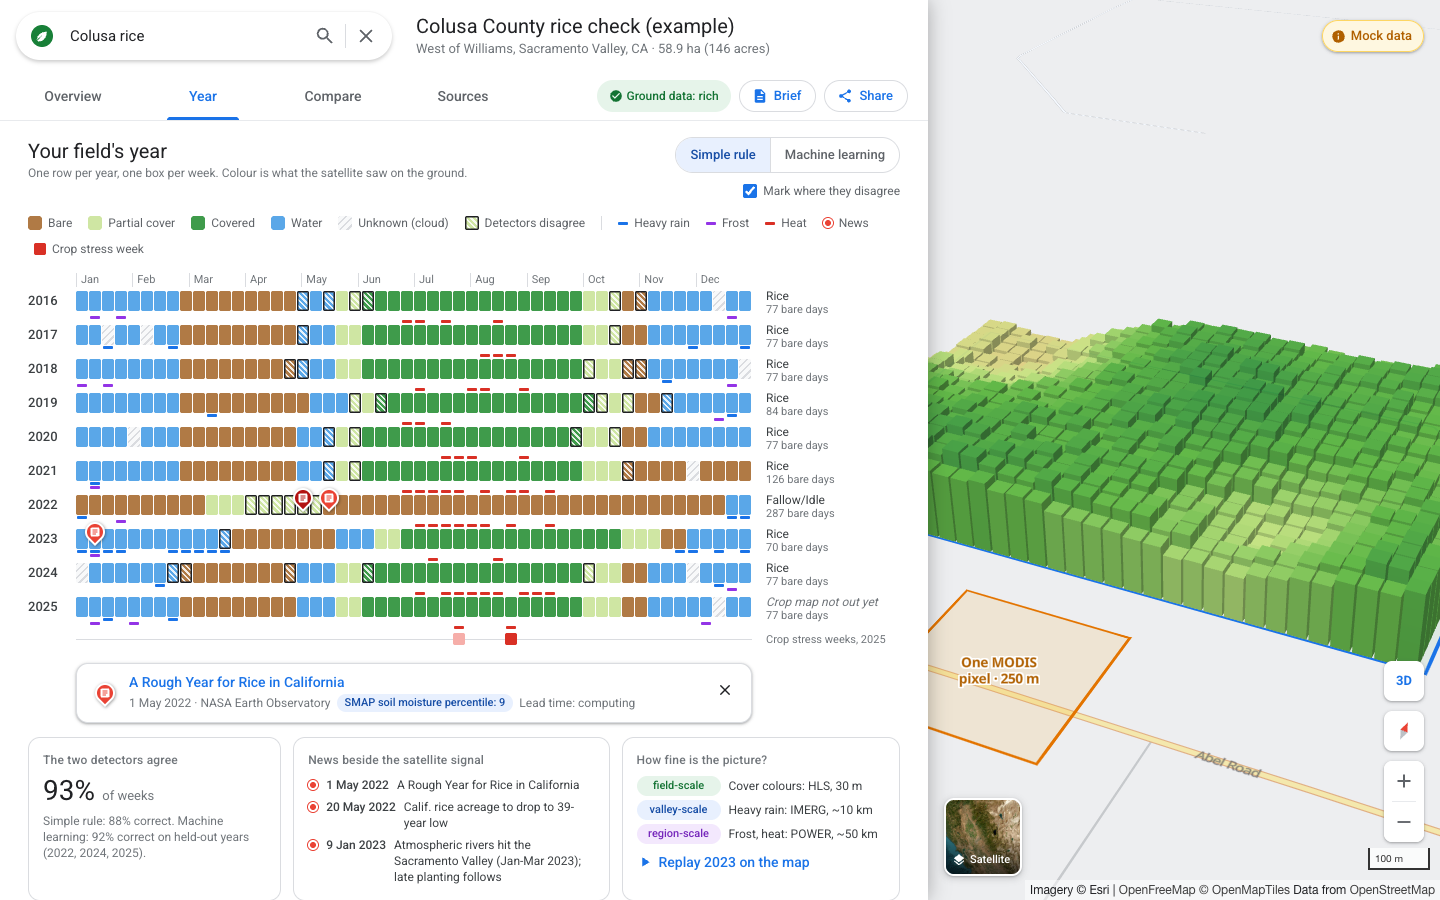 Colusa rice
Colusa County rice check (example)
West of Williams, Sacramento Valley, CA · 58.9 ha (146 acres)
Mock data
Overview
Year
Compare
Sources
Ground data: rich
Brief
Share
Your field's year
One row per year, one box per week. Colour is what the satellite saw on the ground.
Simple rule
Machine learning
Mark where they disagree
Bare
Partial cover
Covered
Water
Unknown (cloud)
Detectors disagree
Heavy rain
Frost
Heat
News
Crop stress week
Jan Feb Mar Apr May Jun Jul Aug Sep Oct Nov Dec
2016
Rice
77 bare days
2017
Rice
77 bare days
2018
Rice
77 bare days
2019
Rice
84 bare days
2020
Rice
77 bare days
2021
Rice
126 bare days
2022
Fallow/Idle
287 bare days
2023
Rice
70 bare days
2024
Rice
77 bare days
2025
Crop map not out yet
77 bare days
Crop stress weeks, 2025
A Rough Year for Rice in California
1 May 2022 · NASA Earth Observatory SMAP soil moisture percentile: 9 Lead time: computing
The two detectors agree
93% of weeks
Simple rule: 88% correct. Machine
learning: 92% correct on held-out years
(2022, 2024, 2025).
News beside the satellite signal
1 May 2022 A Rough Year for Rice in California
20 May 2022 Calif. rice acreage to drop to 39-
year low
9 Jan 2023 Atmospheric rivers hit the
Sacramento Valley (Jan-Mar 2023);
late planting follows
How fine is the picture?
field-scale Cover colours: HLS, 30 m
valley-scale Heavy rain: IMERG, ~10 km
region-scale Frost, heat: POWER, ~50 km
Replay 2023 on the map
One MODIS
pixel · 250 m
Abel Road
3D
Satellite
100 m
Imagery © Esri | OpenFreeMap © OpenMapTiles Data from OpenStreetMap